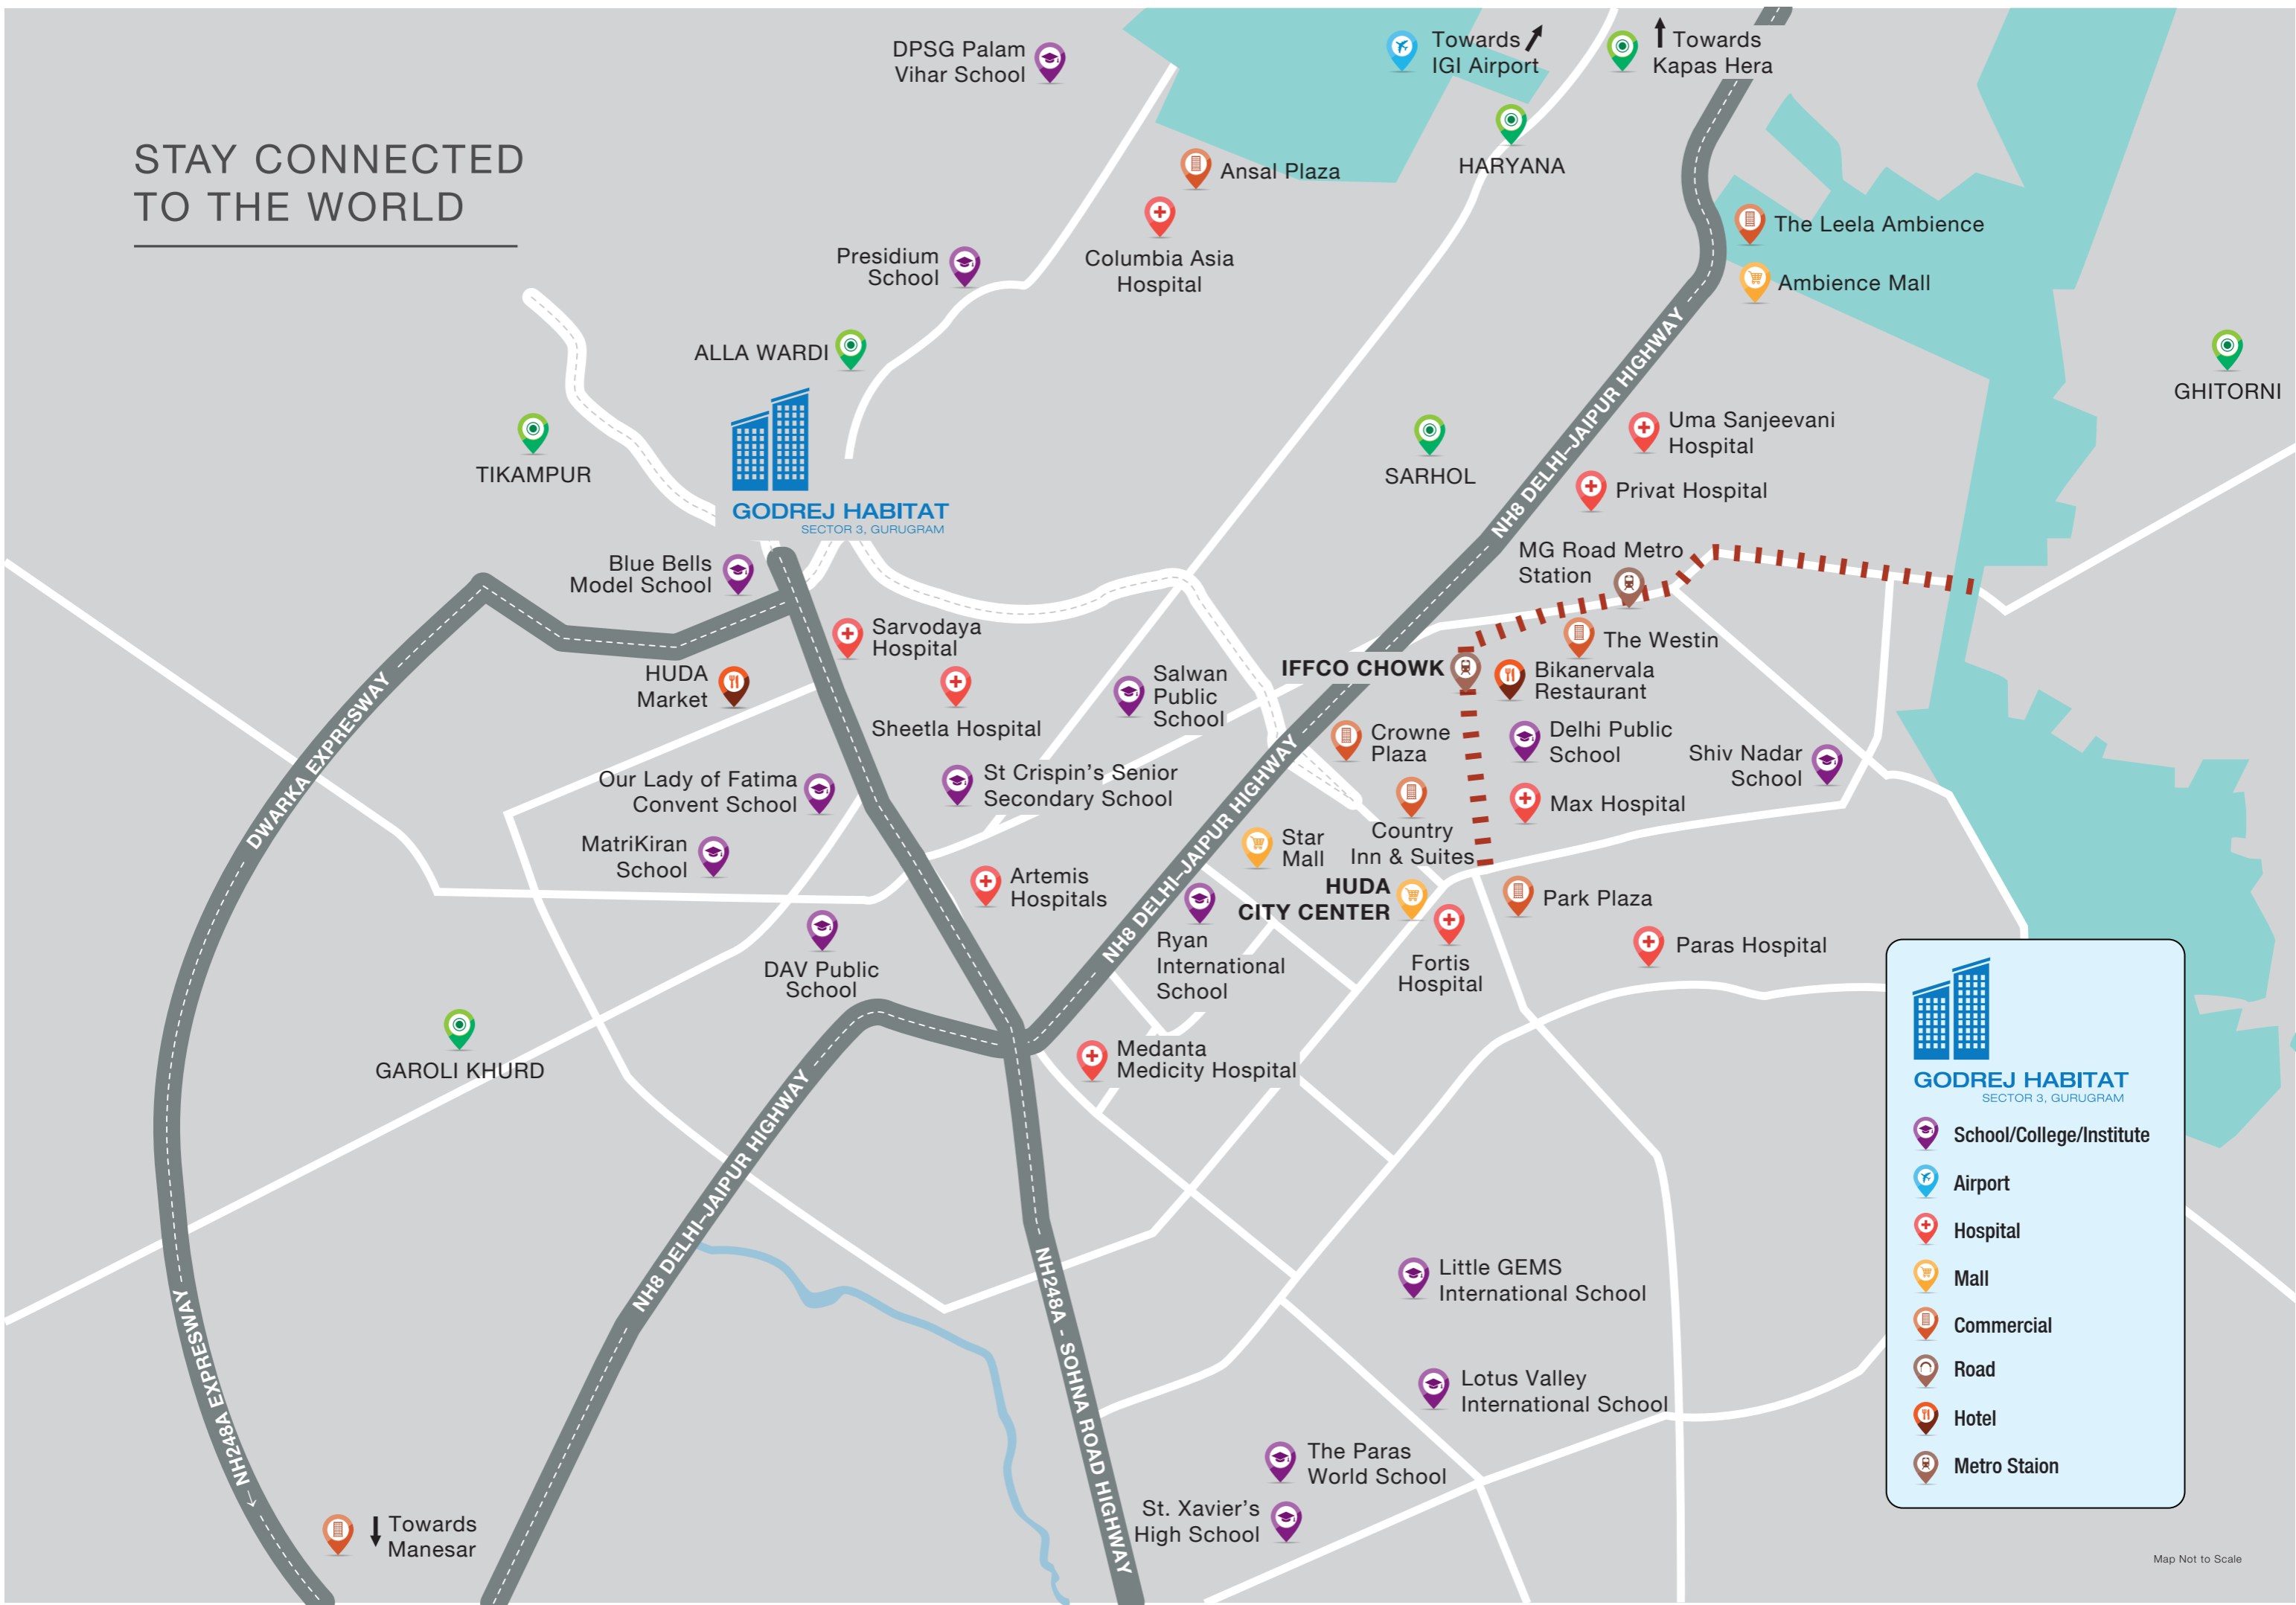 STAY CONNECTED
TO THE WORLD
DPSG Palam
Vihar School
Towards
IGI Airport
Towards
Kapas Hera
HARYANA
Ansal Plaza
Columbia Asia
Hospital
Presidium
School
The Leela Ambience
Ambience Mall
ALLA WARDI
GHITORNI
TIKAMPUR
GODREJ HABITAT
SECTOR 3, GURUGRAM
SARHOL
NH8 DELHI–JAIPUR HIGHWAY
Uma Sanjeevani
Hospital
Privat Hospital
MG Road Metro
Station
Blue Bells
Model School
Sarvodaya
Hospital
HUDA
Market
Sheetla Hospital
Salwan
Public
School
IFFCO CHOWK
The Westin
Bikanervala
Restaurant
Crowne
Plaza
Delhi Public
School
Shiv Nadar
School
DWARKA EXPRESWAY
Our Lady of Fatima
Convent School
St Crispin's Senior
Secondary School
Max Hospital
Country
Inn & Suites
Star
Mall
MatriKiran
School
Artemis
Hospitals
NH8 DELHI–JAIPUR HIGHWAY
HUDA
CITY CENTER
Park Plaza
Ryan
International
School
Fortis
Hospital
Paras Hospital
DAV Public
School
GAROLI KHURD
Medanta
Medicity Hospital
NH8 DELHI–JAIPUR HIGHWAY
NH248A - SOHNA ROAD HIGHWAY
← NH248A EXPRESWAY
Little GEMS
International School
Lotus Valley
International School
The Paras
World School
St. Xavier's
High School
Towards
Manesar
GODREJ HABITAT
SECTOR 3, GURUGRAM
School/College/Institute
Airport
Hospital
Mall
Commercial
Road
Hotel
Metro Staion
Map Not to Scale